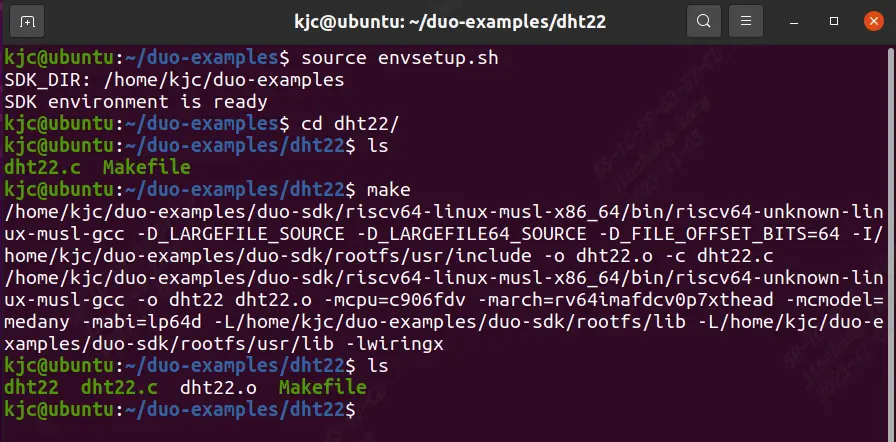 kjc@ubuntu: ~/duo-examples/dht22
kjc@ubuntu:~/duo-examples$ source envsetup.sh
SDK_DIR: /home/kjc/duo-examples
SDK environment is ready
kjc@ubuntu:~/duo-examples$ cd dht22/
kjc@ubuntu:~/duo-examples/dht22$ ls
dht22.c  Makefile
kjc@ubuntu:~/duo-examples/dht22$ make
/home/kjc/duo-examples/duo-sdk/riscv64-linux-musl-x86_64/bin/riscv64-unknown-lin
ux-musl-gcc -D_LARGEFILE_SOURCE -D_LARGEFILE64_SOURCE -D_FILE_OFFSET_BITS=64 -I/
home/kjc/duo-examples/duo-sdk/rootfs/usr/include -o dht22.o -c dht22.c
/home/kjc/duo-examples/duo-sdk/riscv64-linux-musl-x86_64/bin/riscv64-unknown-lin
ux-musl-gcc -o dht22 dht22.o -mcpu=c906fdv -march=rv64imafdcv0p7xthead -mcmodel=
medany -mabi=lp64d -L/home/kjc/duo-examples/duo-sdk/rootfs/lib -L/home/kjc/duo-e
xamples/duo-sdk/rootfs/usr/lib -lwiringx
kjc@ubuntu:~/duo-examples/dht22$ ls
dht22  dht22.c  dht22.o  Makefile
kjc@ubuntu:~/duo-examples/dht22$